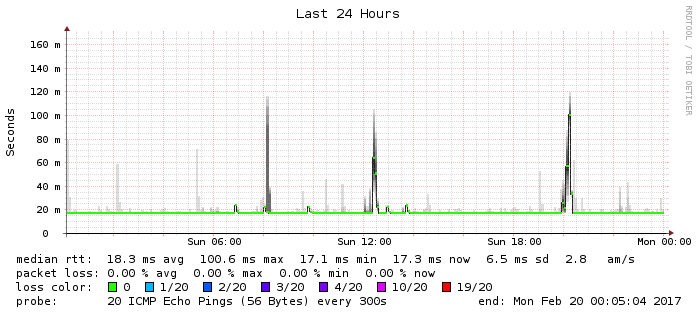 Last 24 Hours
RRDTOOL / TOBI OETIKER
Seconds
160 m
140 m
120 m
100 m
80 m
60 m
40 m
20 m
0
Sun 06:00 Sun 12:00 Sun 18:00 Mon 00:00
median rtt: 18.3 ms avg 100.6 ms max 17.1 ms min 17.3 ms now 6.5 ms sd 2.8 am/s
packet loss: 0.00 % avg 0.00 % max 0.00 % min 0.00 % now
loss color: 0 1/20 2/20 3/20 4/20 10/20 19/20
probe: 20 ICMP Echo Pings (56 Bytes) every 300s end: Mon Feb 20 00:05:04 2017